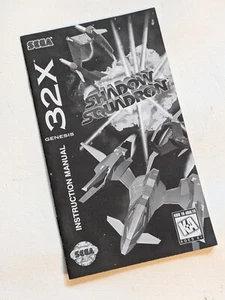 SEGA
GENESIS
32X
INSTRUCTION MANUAL
SHADOW
SQUADRON
KA
SEGA